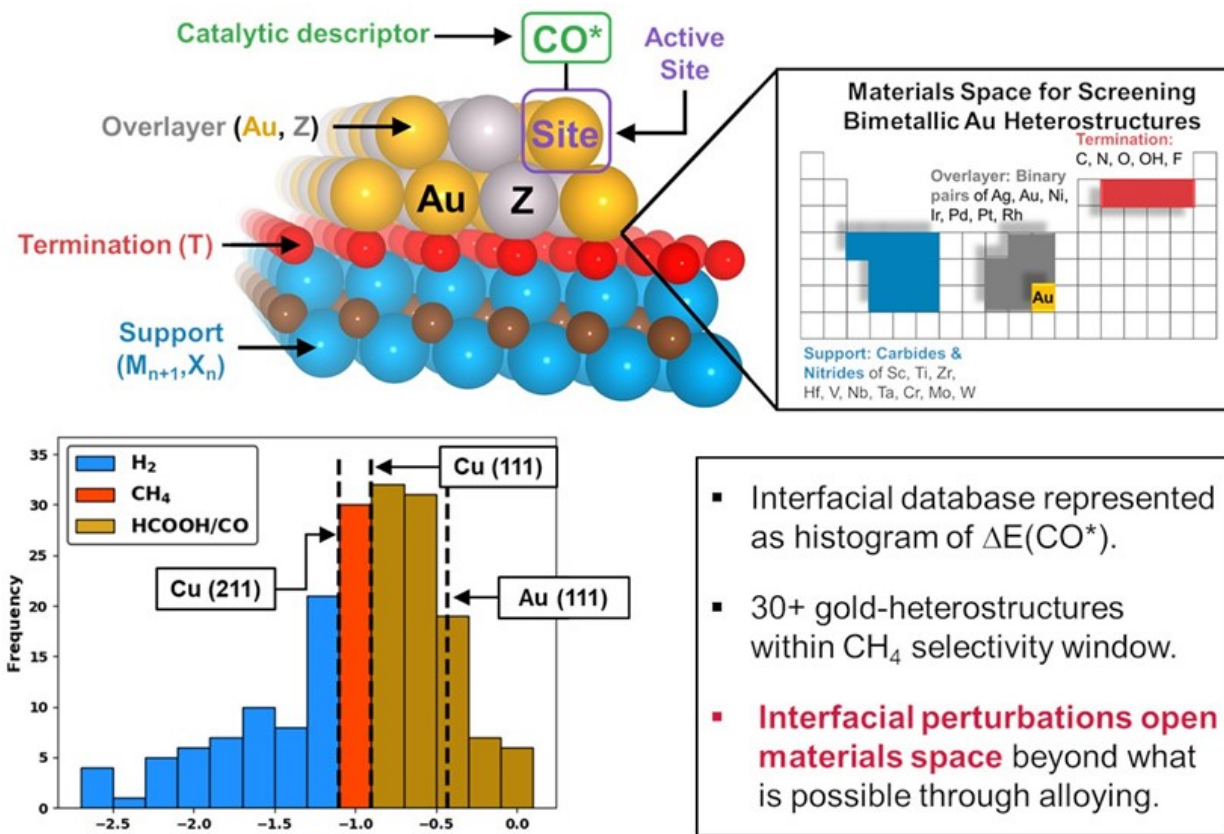 Catalytic descriptor
CO*
Active
Site
Overlayer (Au, Z)
Site
Au
Z
Termination (T)
Support
(Mn+1,Xn)
Materials Space for Screening
Bimetallic Au Heterostructures
Termination:
C, N, O, OH, F
Overlayer: Binary
pairs of Ag, Au, Ni,
Ir, Pd, Pt, Rh
Au
Support: Carbides &
Nitrides of Sc, Ti, Zr,
Hf, V, Nb, Ta, Cr, Mo, W
H2
CH4
HCOOH/CO
Cu (111)
Cu (211)
Au (111)
Frequency
35
30
25
20
15
10
5
0
−2.5 −2.0 −1.5 −1.0 −0.5 0.0
▪ Interfacial database represented
as histogram of ΔE(CO*).
▪ 30+ gold-heterostructures
within CH4 selectivity window.
▪ Interfacial perturbations open
materials space beyond what
is possible through alloying.